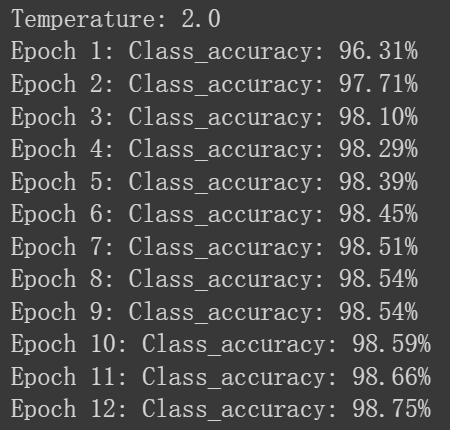 Temperature: 2.0
Epoch 1: Class_accuracy: 96.31%
Epoch 2: Class_accuracy: 97.71%
Epoch 3: Class_accuracy: 98.10%
Epoch 4: Class_accuracy: 98.29%
Epoch 5: Class_accuracy: 98.39%
Epoch 6: Class_accuracy: 98.45%
Epoch 7: Class_accuracy: 98.51%
Epoch 8: Class_accuracy: 98.54%
Epoch 9: Class_accuracy: 98.54%
Epoch 10: Class_accuracy: 98.59%
Epoch 11: Class_accuracy: 98.66%
Epoch 12: Class_accuracy: 98.75%